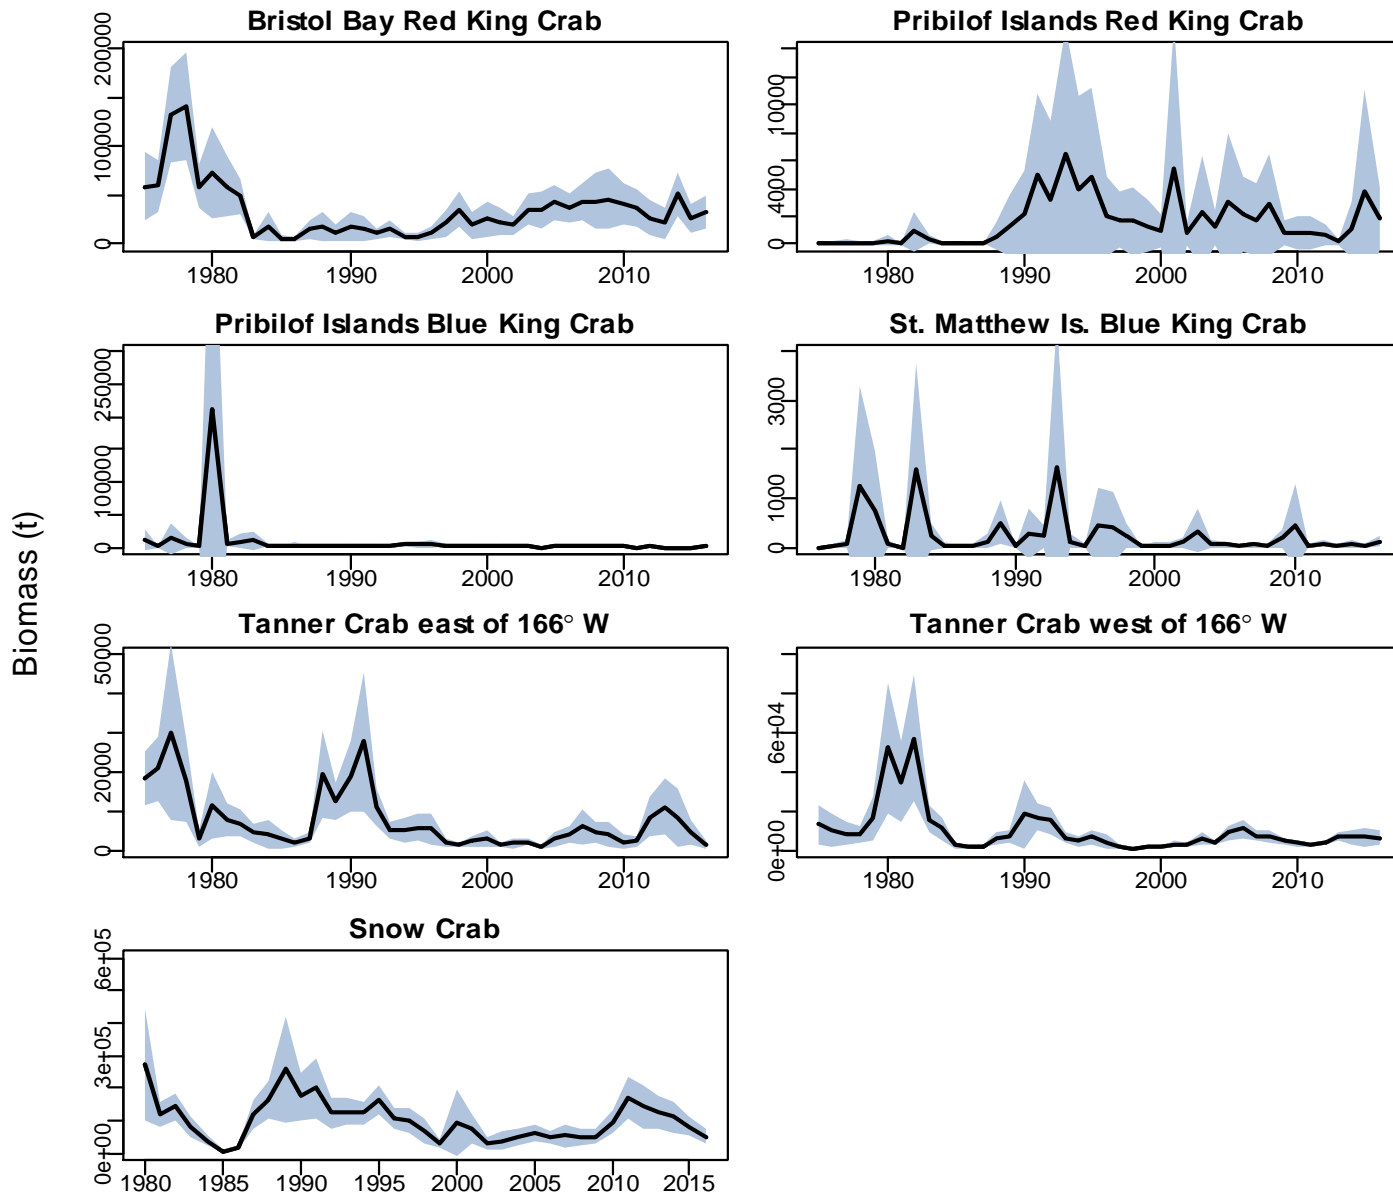 Biomass (t)
Bristol Bay Red King Crab
200000
100000
0
1980 1990 2000 2010
Pribilof Islands Red King Crab
10000
4000
0
1980 1990 2000 2010
Pribilof Islands Blue King Crab
250000
100000
0
1980 1990 2000 2010
St. Matthew Is. Blue King Crab
3000
1000
0
1980 1990 2000 2010
Tanner Crab east of 166° W
50000
20000
0
1980 1990 2000 2010
Tanner Crab west of 166° W
6e+04
0e+00
1980 1990 2000 2010
Snow Crab
6e+05
3e+05
0e+00
1980 1985 1990 1995 2000 2005 2010 2015